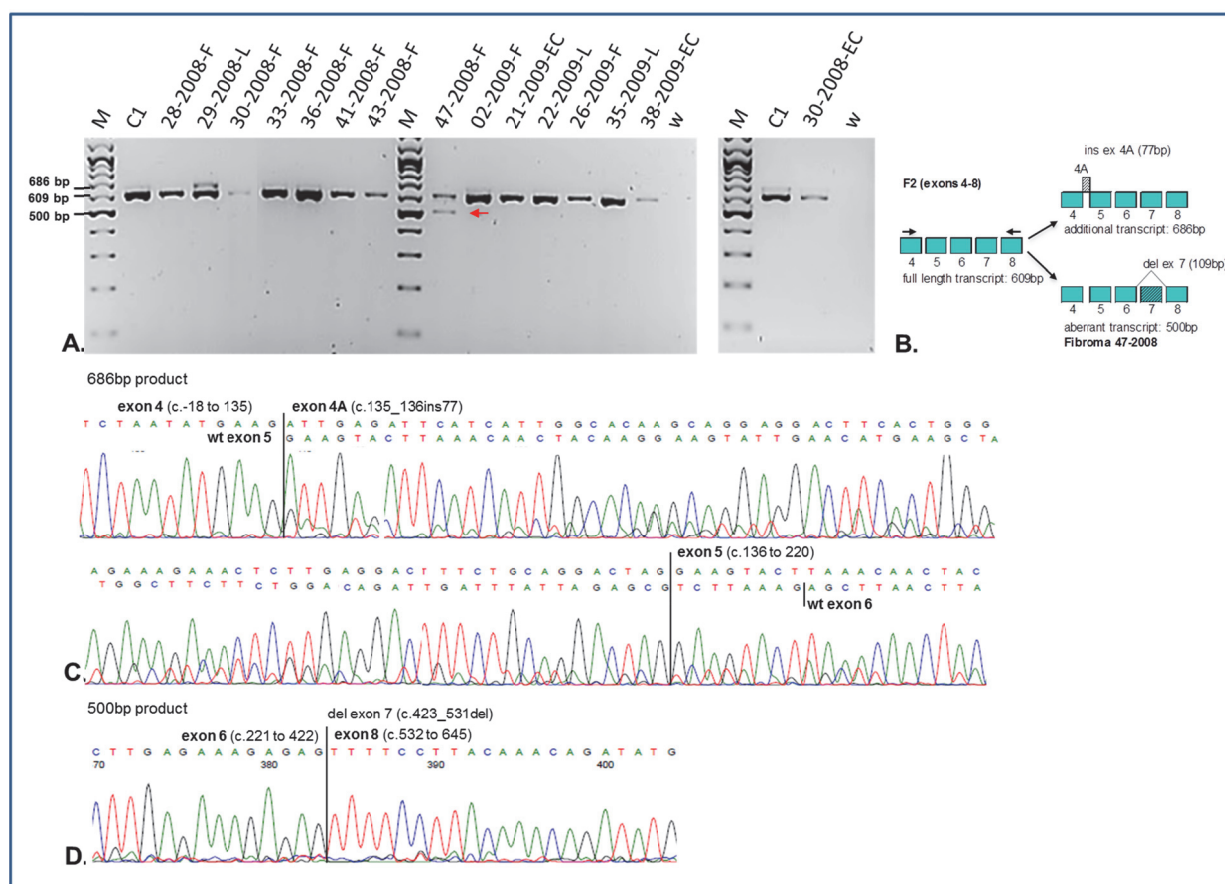 M C1 28-2008-F 29-2008-L 30-2008-F 33-2008-F 36-2008-F 41-2008-F 43-2008-F M 47-2008-F 02-2009-F 21-2009-EC 22-2009-L 26-2009-F 35-2009-L 38-2009-EC w
M C1 30-2008-EC w
686 bp
609 bp
500 bp
A.
F2 (exons 4-8)
4 5 6 7 8
full length transcript: 609bp
ins ex 4A (77bp)
4A
4 5 6 7 8
additional transcript: 686bp
del ex 7 (109bp)
4 5 6 7 8
aberrant transcript: 500bp
Fibroma 47-2008
B.
686bp product
exon 4 (c.-18 to 135) exon 4A (c.135_136ins77)
T C T A A T A T G A A G A T T G A G A T T C A T C A T T G G C A C A A G C A G G A G G A C T T C A C T G G G
wt exon 5 G A A G T A C T T A A A C A A C T A C A A G G A A G T A T T G A A C A T G A A G C T A
exon 5 (c.136 to 220)
A G A A A G A A A C T C T T G A G G A C T T T C T G C A G G A C T A G G A A G T A C T T A A A C A A C T A C
T G G C T T C T T C T G G A C A G A T T G A T T T A T T A G A G C G T C T T A A A G A G C T T A A C T T A
wt exon 6
C.
500bp product
del exon 7 (c.423_531del)
exon 6 (c.221 to 422) exon 8 (c.532 to 645)
C T T G A G A A A G A G A G T T T T C C T T A C A A A C A G A T A T G
70 380 390 400
D.